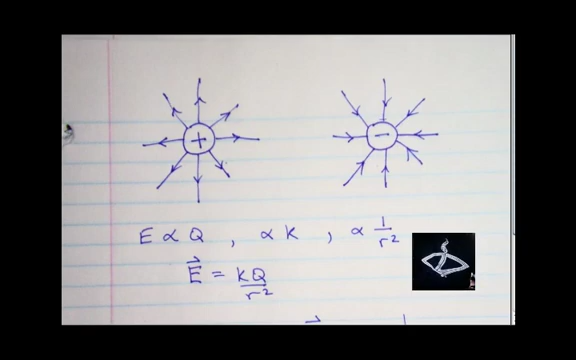 + −
E ∝ Q , ∝ K , ∝ 1/r²
E⃗ = kQ/r²